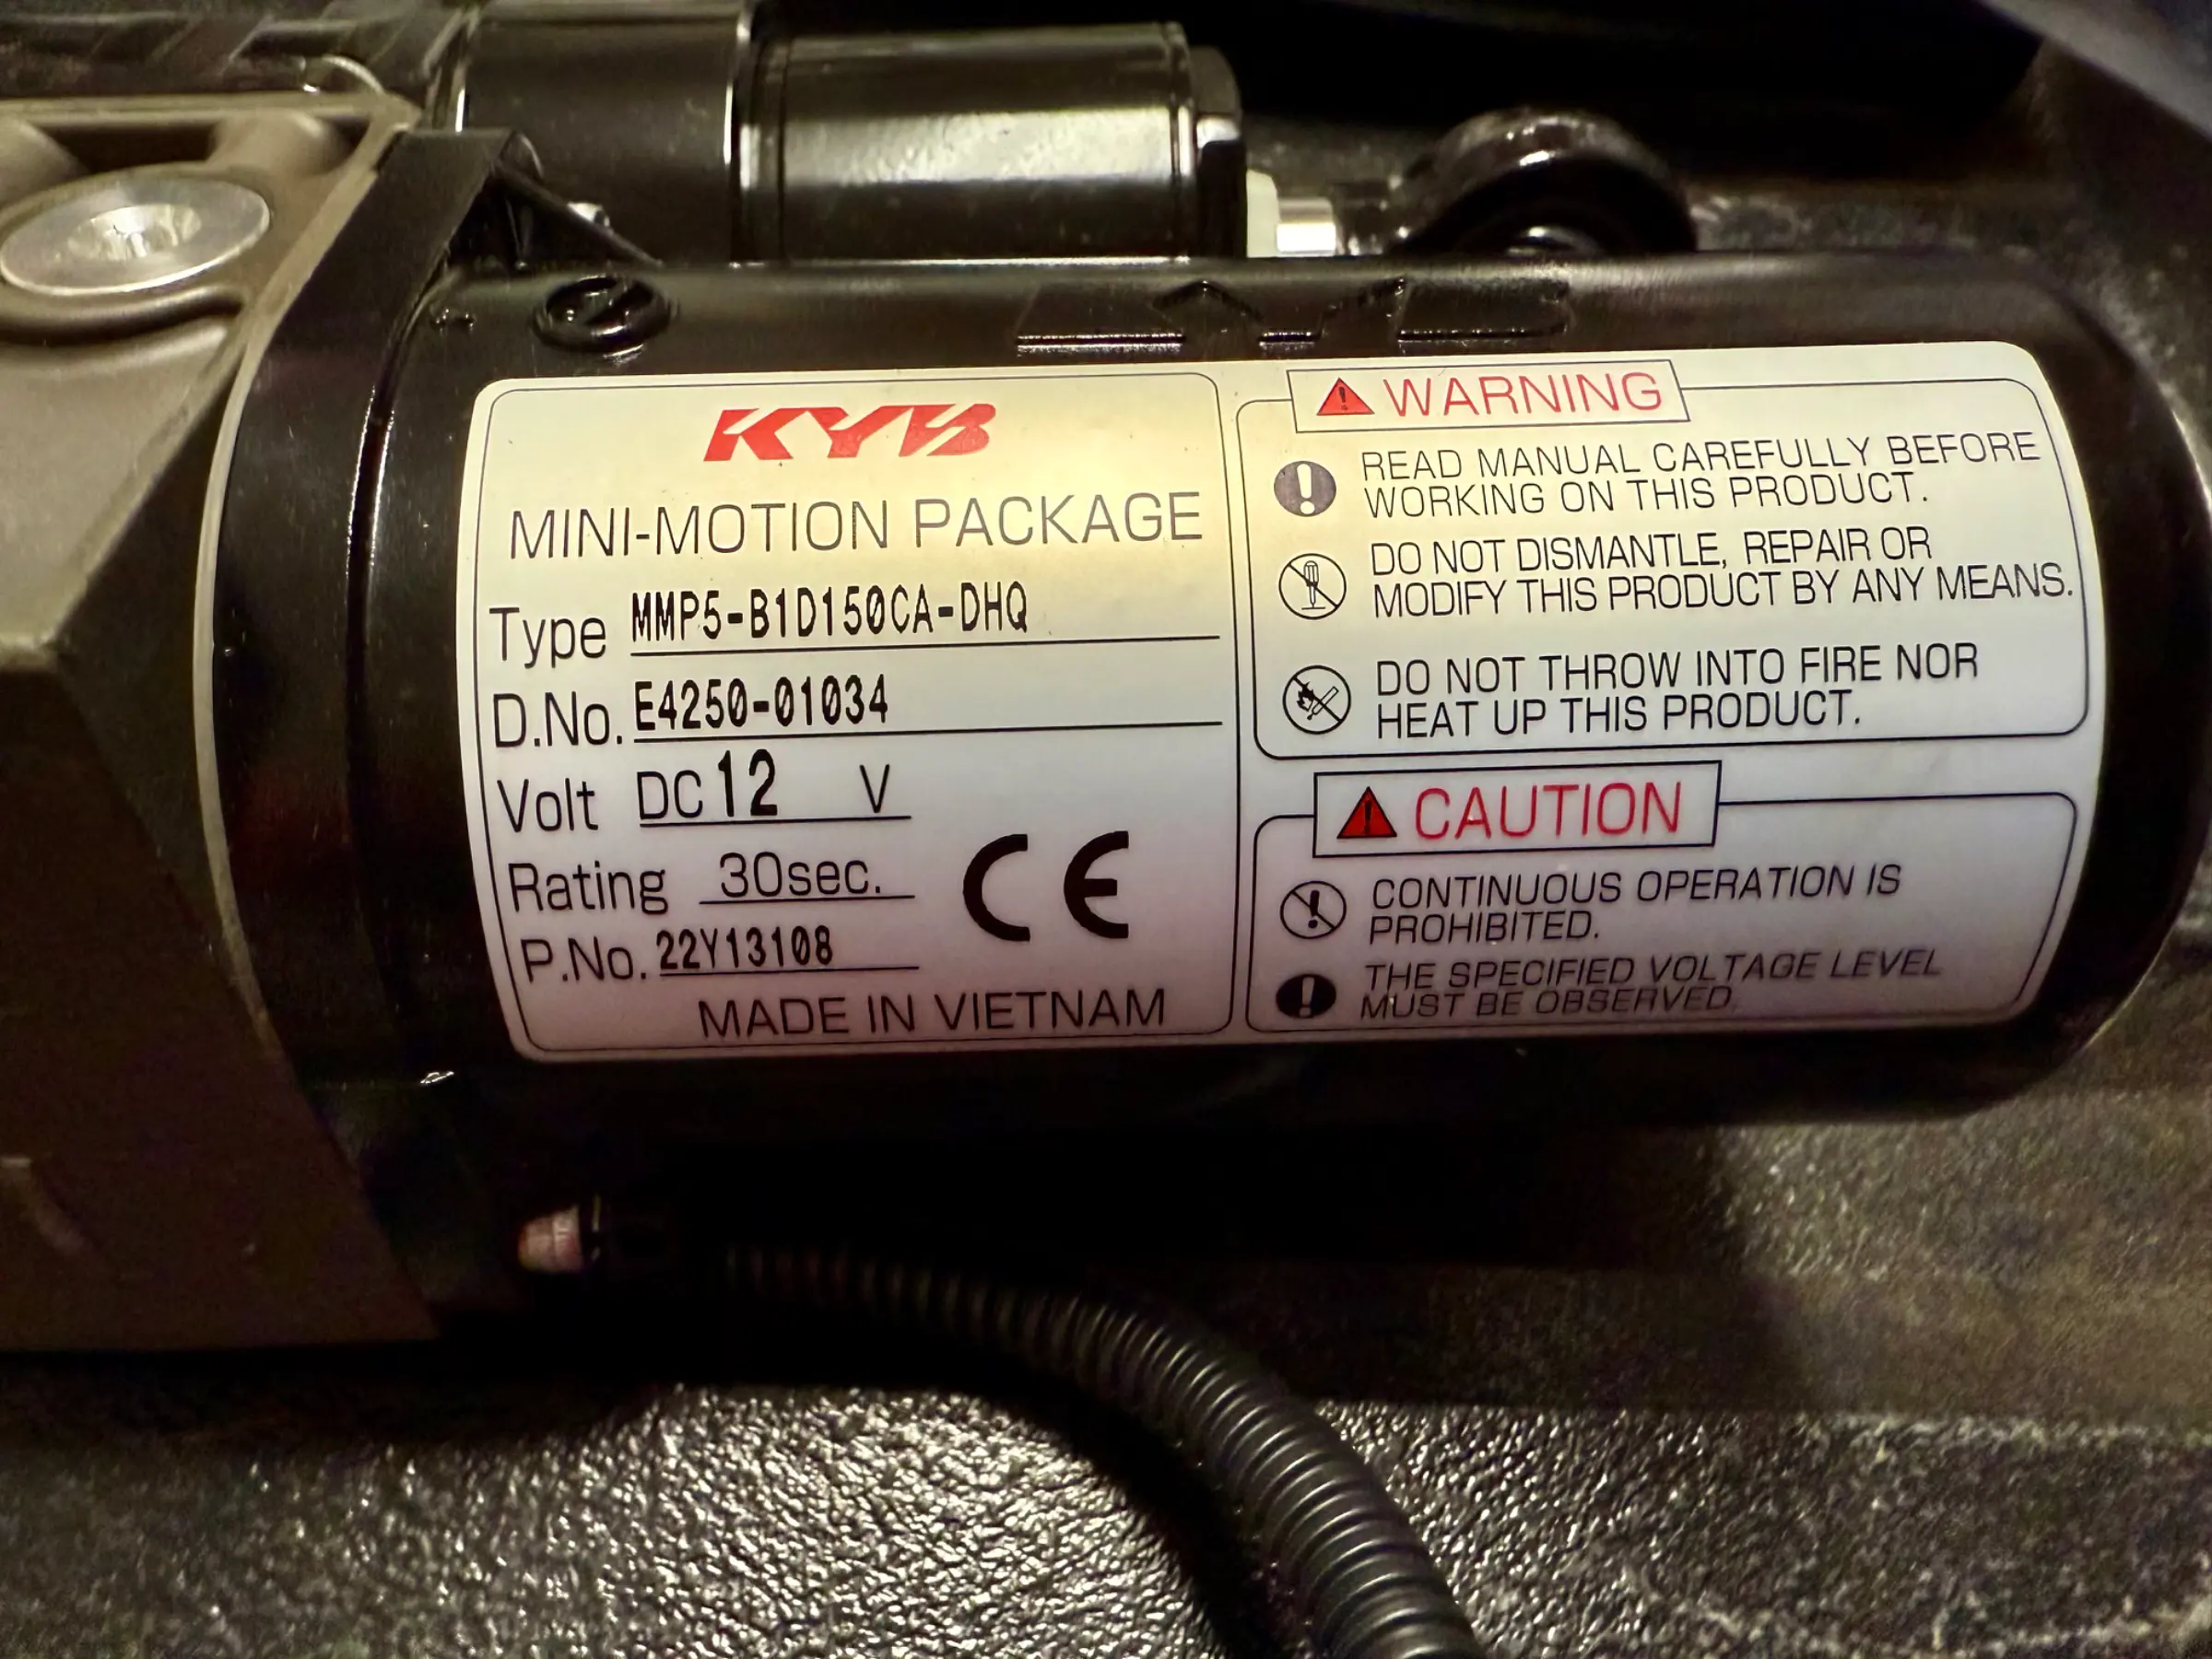 KYB
KYB
MINI-MOTION PACKAGE
Type MMP5-B1D150CA-DHQ
D.No. E4250-01034
Volt DC 12 V
Rating 30sec.
P.No. 22Y13108
CE
MADE IN VIETNAM
WARNING
READ MANUAL CAREFULLY BEFORE
WORKING ON THIS PRODUCT.
DO NOT DISMANTLE, REPAIR OR
MODIFY THIS PRODUCT BY ANY MEANS.
DO NOT THROW INTO FIRE NOR
HEAT UP THIS PRODUCT.
CAUTION
CONTINUOUS OPERATION IS
PROHIBITED.
THE SPECIFIED VOLTAGE LEVEL
MUST BE OBSERVED.